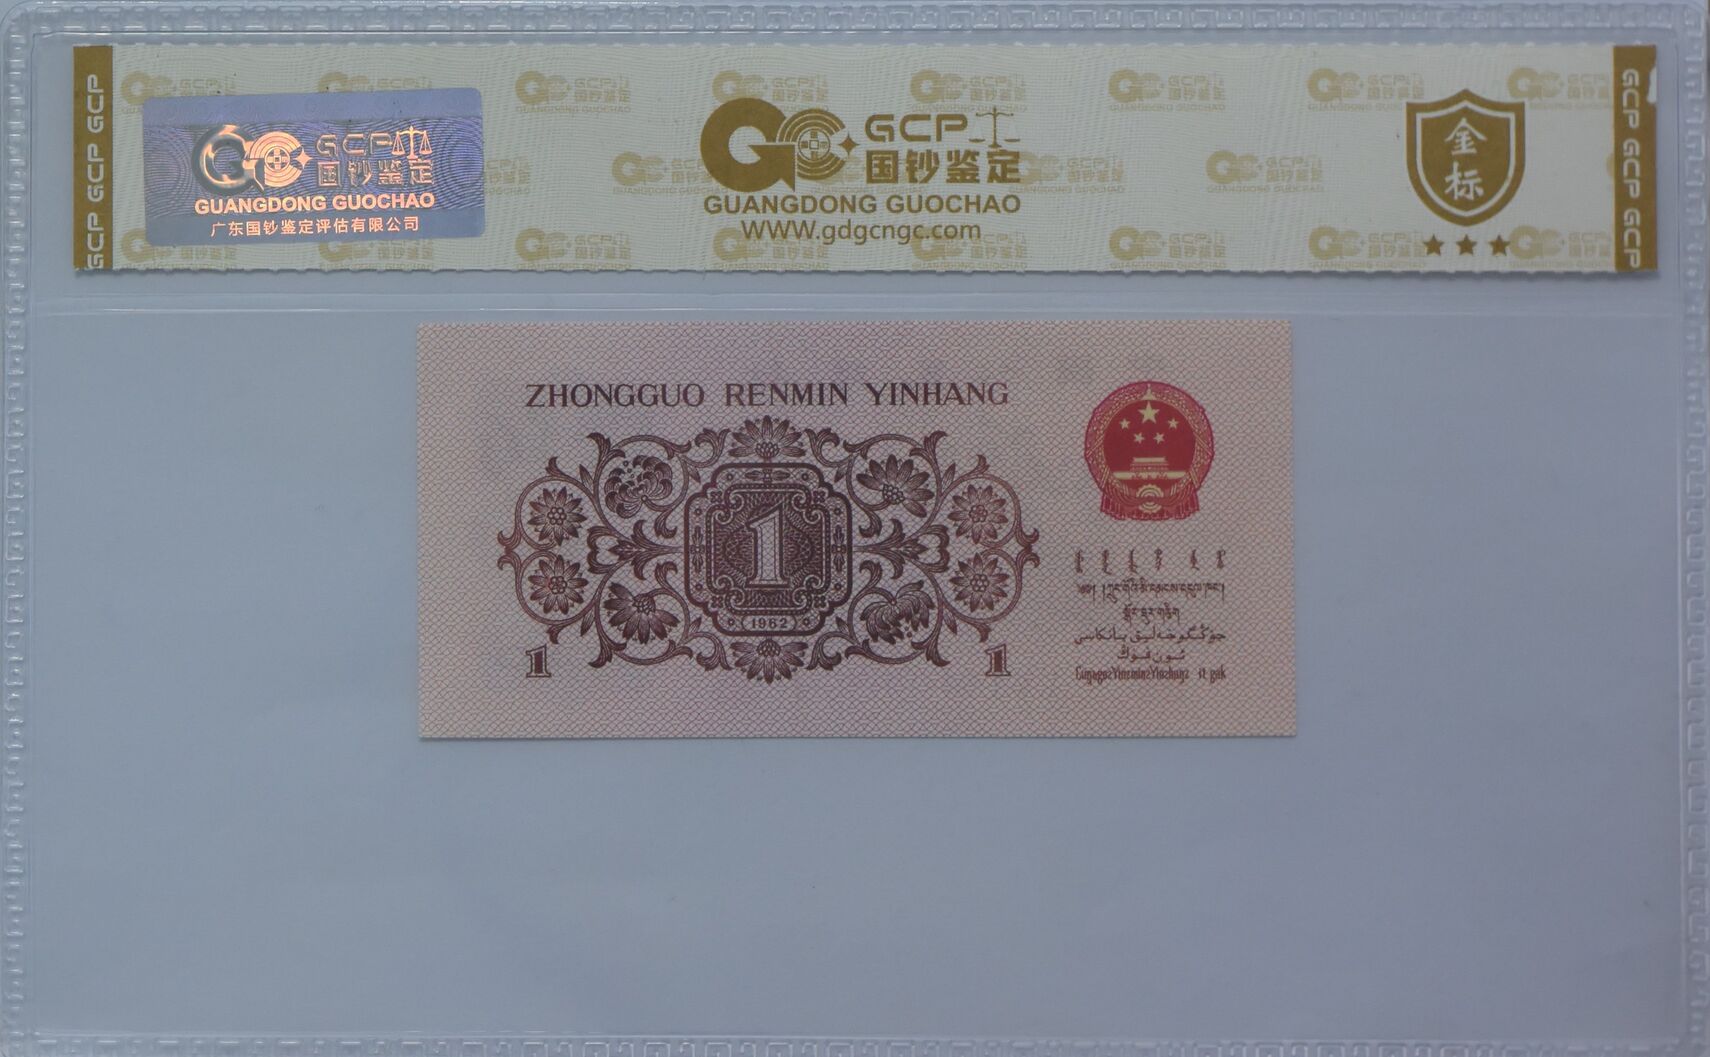 GCP GCP GCP
GCP
国钞鉴定
GUANGDONG GUOCHAO
广东国钞鉴定评估有限公司
GCP
国钞鉴定
GUANGDONG GUOCHAO
WWW.gdgcngc.com
金标
GCP GCP GCP
ZHONGGUO RENMIN YINHANG
1
1962
1 1